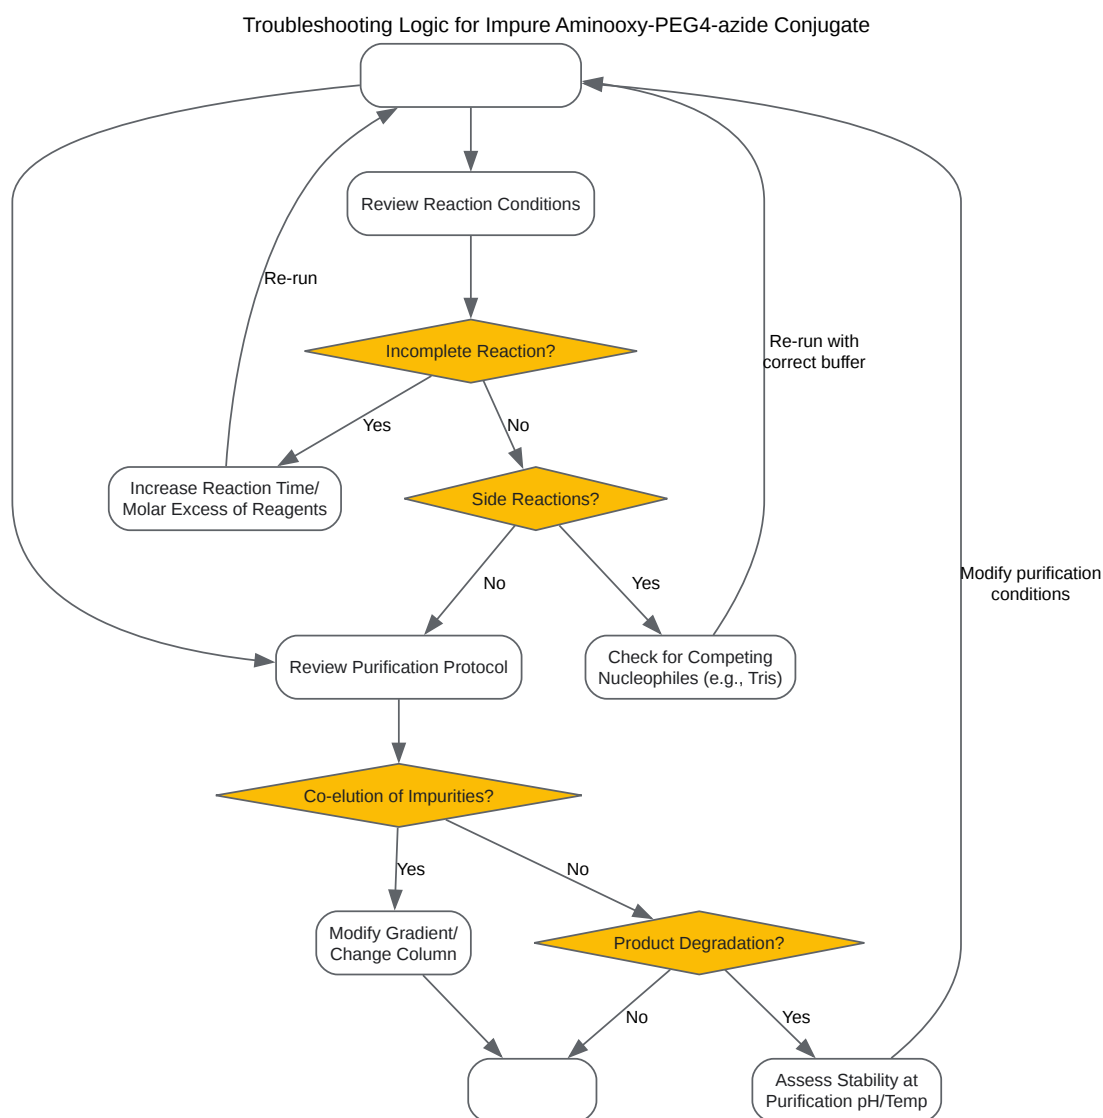 Troubleshooting Logic for Impure Aminooxy-PEG4-azide Conjugate
Review Reaction Conditions
Re-run
Incomplete Reaction?
Re-run with
correct buffer
Yes
No
Increase Reaction Time/
Molar Excess of Reagents
Side Reactions?
No
Yes
Modify purification
conditions
Review Purification Protocol
Check for Competing
Nucleophiles (e.g., Tris)
Co-elution of Impurities?
Yes
No
Modify Gradient/
Change Column
Product Degradation?
No
Yes
Assess Stability at
Purification pH/Temp